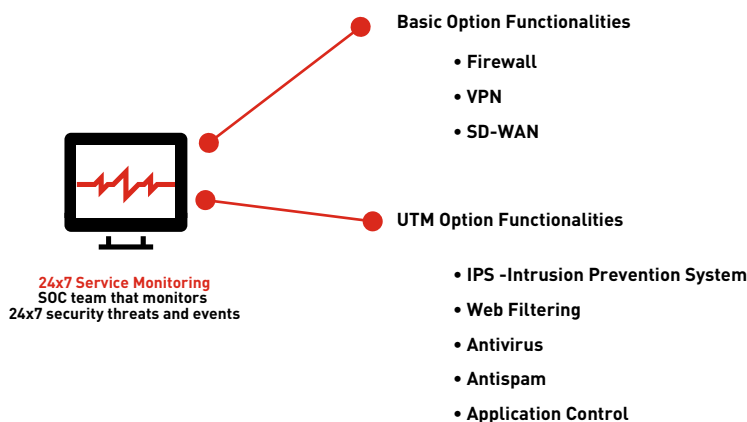 Basic Option Functionalities
• Firewall
• VPN
• SD-WAN
24x7 Service Monitoring
SOC team that monitors
24x7 security threats and events
UTM Option Functionalities
• IPS -Intrusion Prevention System
• Web Filtering
• Antivirus
• Antispam
• Application Control